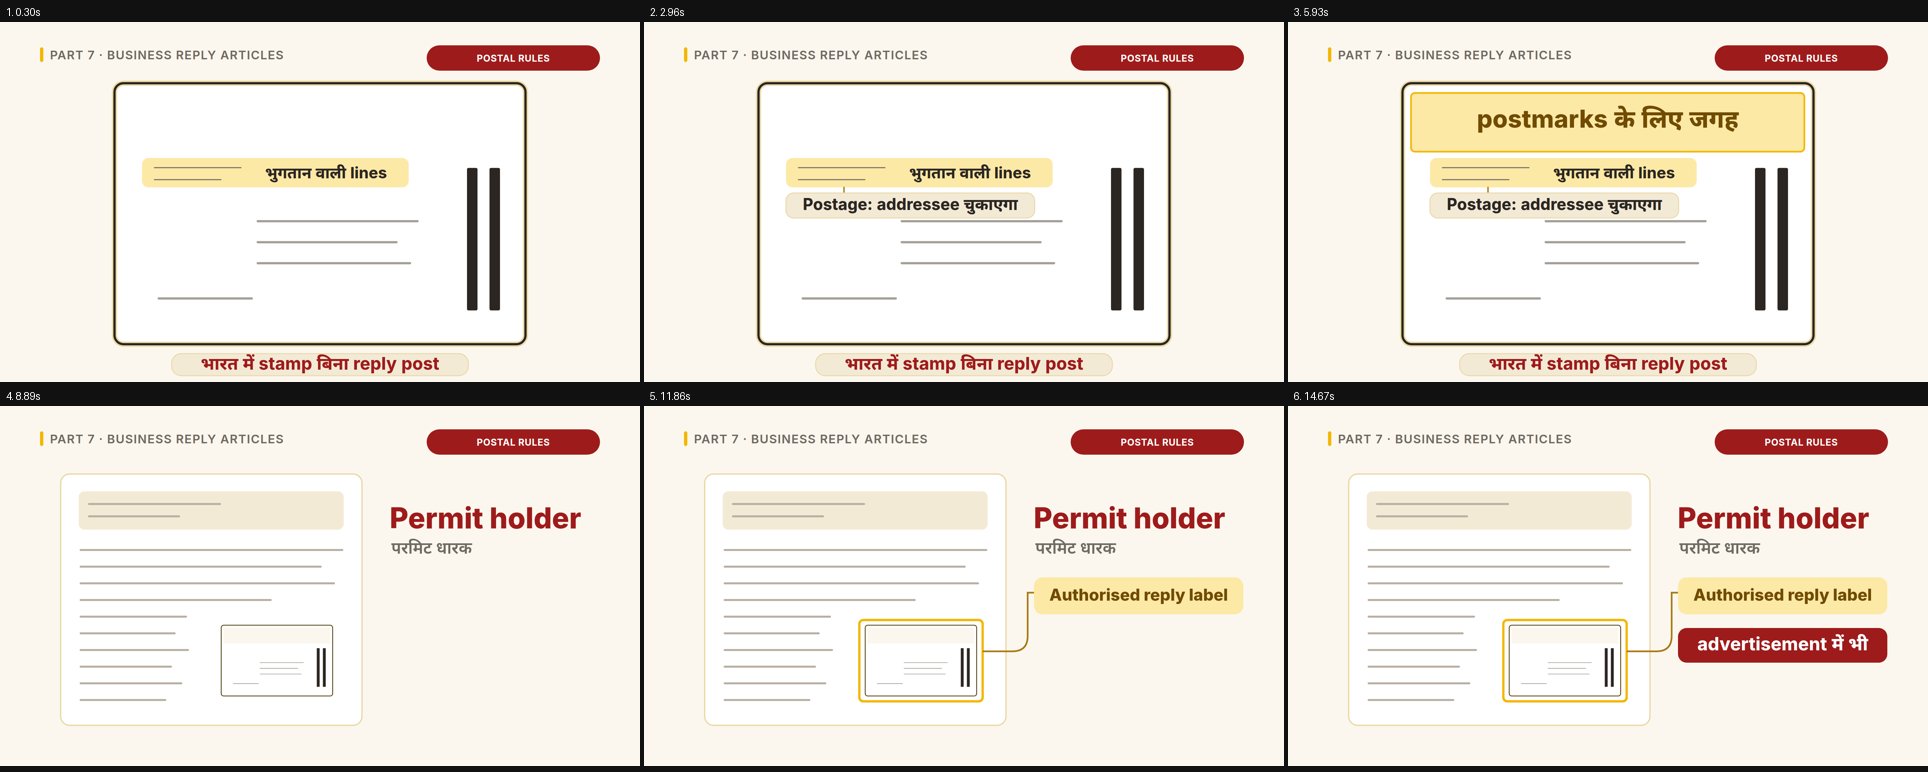 1. 0.30s
PART 7 · BUSINESS REPLY ARTICLES
POSTAL RULES
भुगतान वाली lines
भारत में stamp बिना reply post
2. 2.96s
PART 7 · BUSINESS REPLY ARTICLES
POSTAL RULES
भुगतान वाली lines
Postage: addressee चुकाएगा
भारत में stamp बिना reply post
3. 5.93s
PART 7 · BUSINESS REPLY ARTICLES
POSTAL RULES
postmarks के लिए जगह
भुगतान वाली lines
Postage: addressee चुकाएगा
भारत में stamp बिना reply post
4. 8.89s
PART 7 · BUSINESS REPLY ARTICLES
POSTAL RULES
Permit holder
परमिट धारक
5. 11.86s
PART 7 · BUSINESS REPLY ARTICLES
POSTAL RULES
Permit holder
परमिट धारक
Authorised reply label
6. 14.67s
PART 7 · BUSINESS REPLY ARTICLES
POSTAL RULES
Permit holder
परमिट धारक
Authorised reply label
advertisement में भी